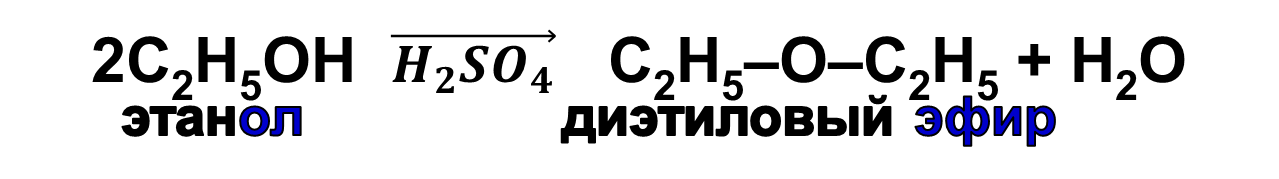 2C₂H₅OH H₂SO₄ → C₂H₅–O–C₂H₅ + H₂O
этанол диэтиловый эфир